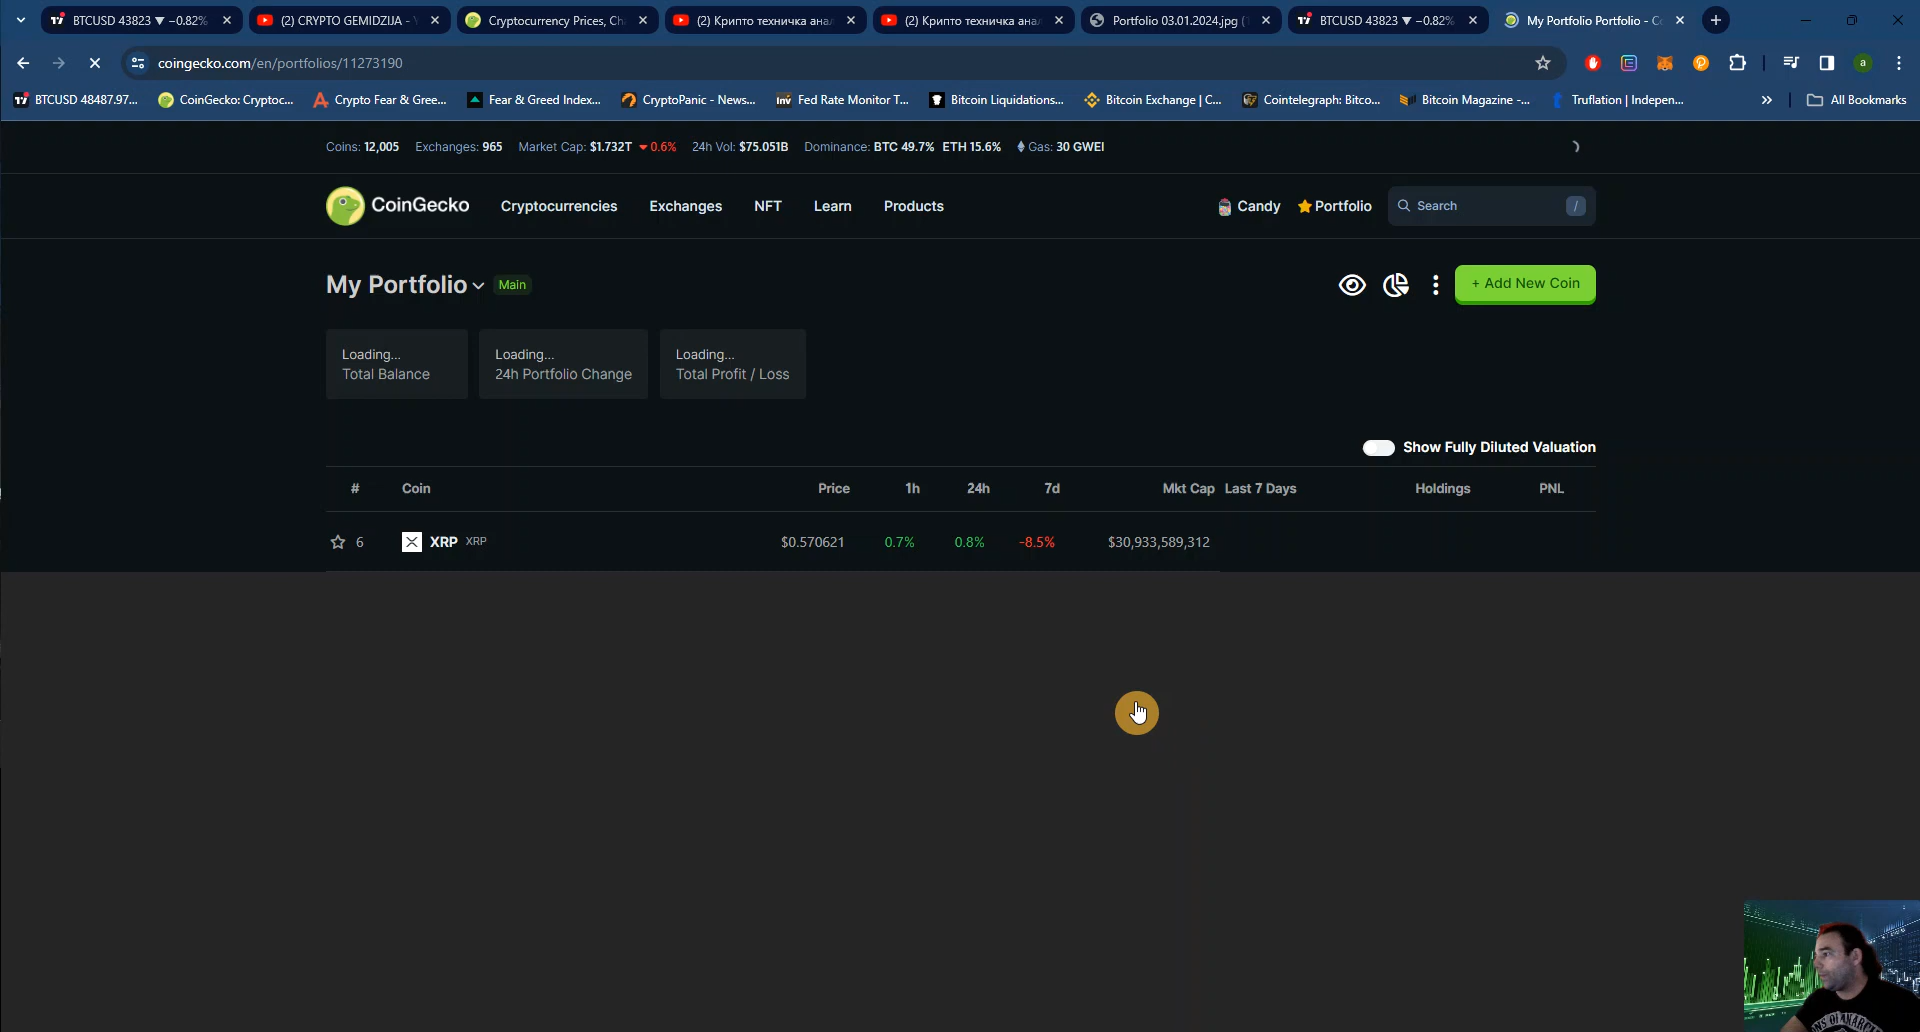 BTCUSD 43823 ▼ −0.82%
(2) CRYPTO GEMIDZIJA -
Cryptocurrency Prices, Ch
(2) Крипто техничка ана
(2) Крипто техничка ана
Portfolio 03.01.2024.jpg (
BTCUSD 43823 ▼ −0.82%
My Portfolio Portfolio - C
coingecko.com/en/portfolios/11273190
a
BTCUSD 48487.97...
CoinGecko: Cryptoc...
Crypto Fear & Gree...
Fear & Greed Index...
CryptoPanic - News...
Inv Fed Rate Monitor T...
Bitcoin Liquidations...
Bitcoin Exchange | C...
Cointelegraph: Bitco...
Bitcoin Magazine -...
Truflation | Indepen...
»
All Bookmarks
Coins: 12,005 Exchanges: 965 Market Cap: $1.732T ▼0.6% 24h Vol: $75.051B Dominance: BTC 49.7% ETH 15.6% Gas: 30 GWEI
CoinGecko Cryptocurrencies Exchanges NFT Learn Products Candy Portfolio Search /
My Portfolio Main + Add New Coin
Loading...
Total Balance
Loading...
24h Portfolio Change
Loading...
Total Profit / Loss
Show Fully Diluted Valuation
# Coin Price 1h 24h 7d Mkt Cap Last 7 Days Holdings PNL
6 XRP XRP $0.570621 0.7% 0.8% -8.5% $30,933,589,312